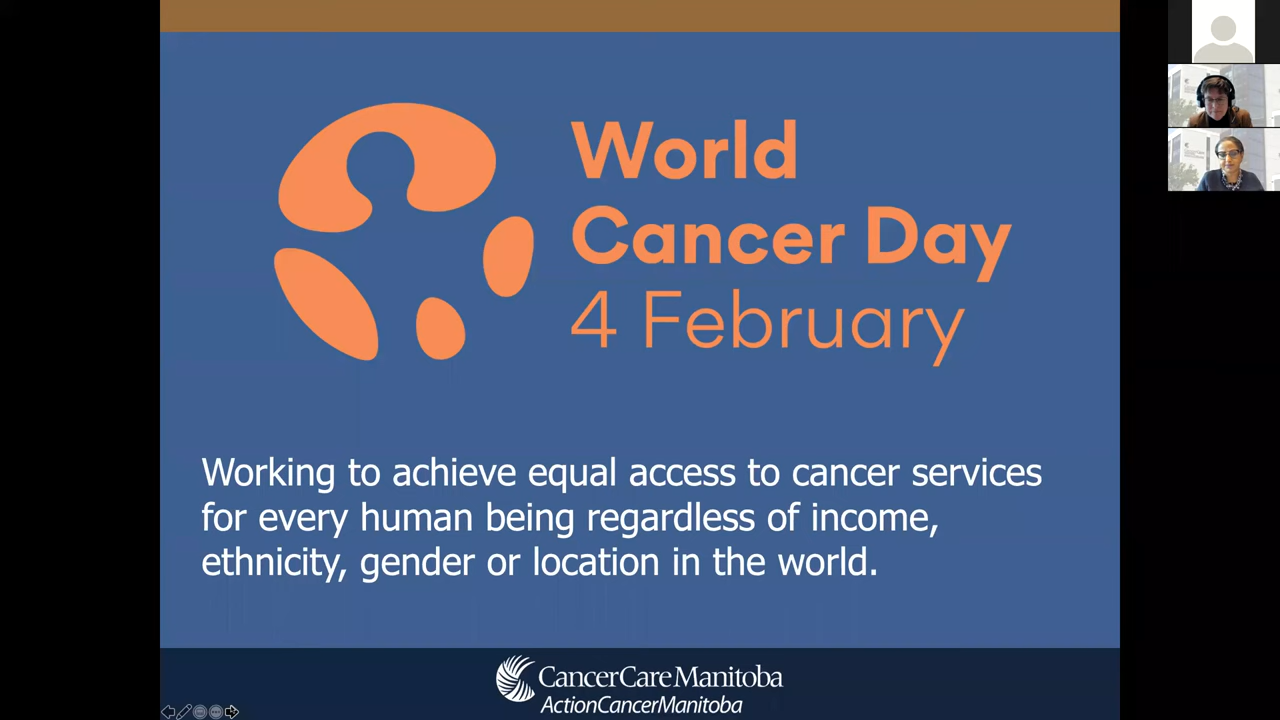 World
Cancer Day
4 February
Working to achieve equal access to cancer services
for every human being regardless of income,
ethnicity, gender or location in the world.
CancerCareManitoba
ActionCancerManitoba